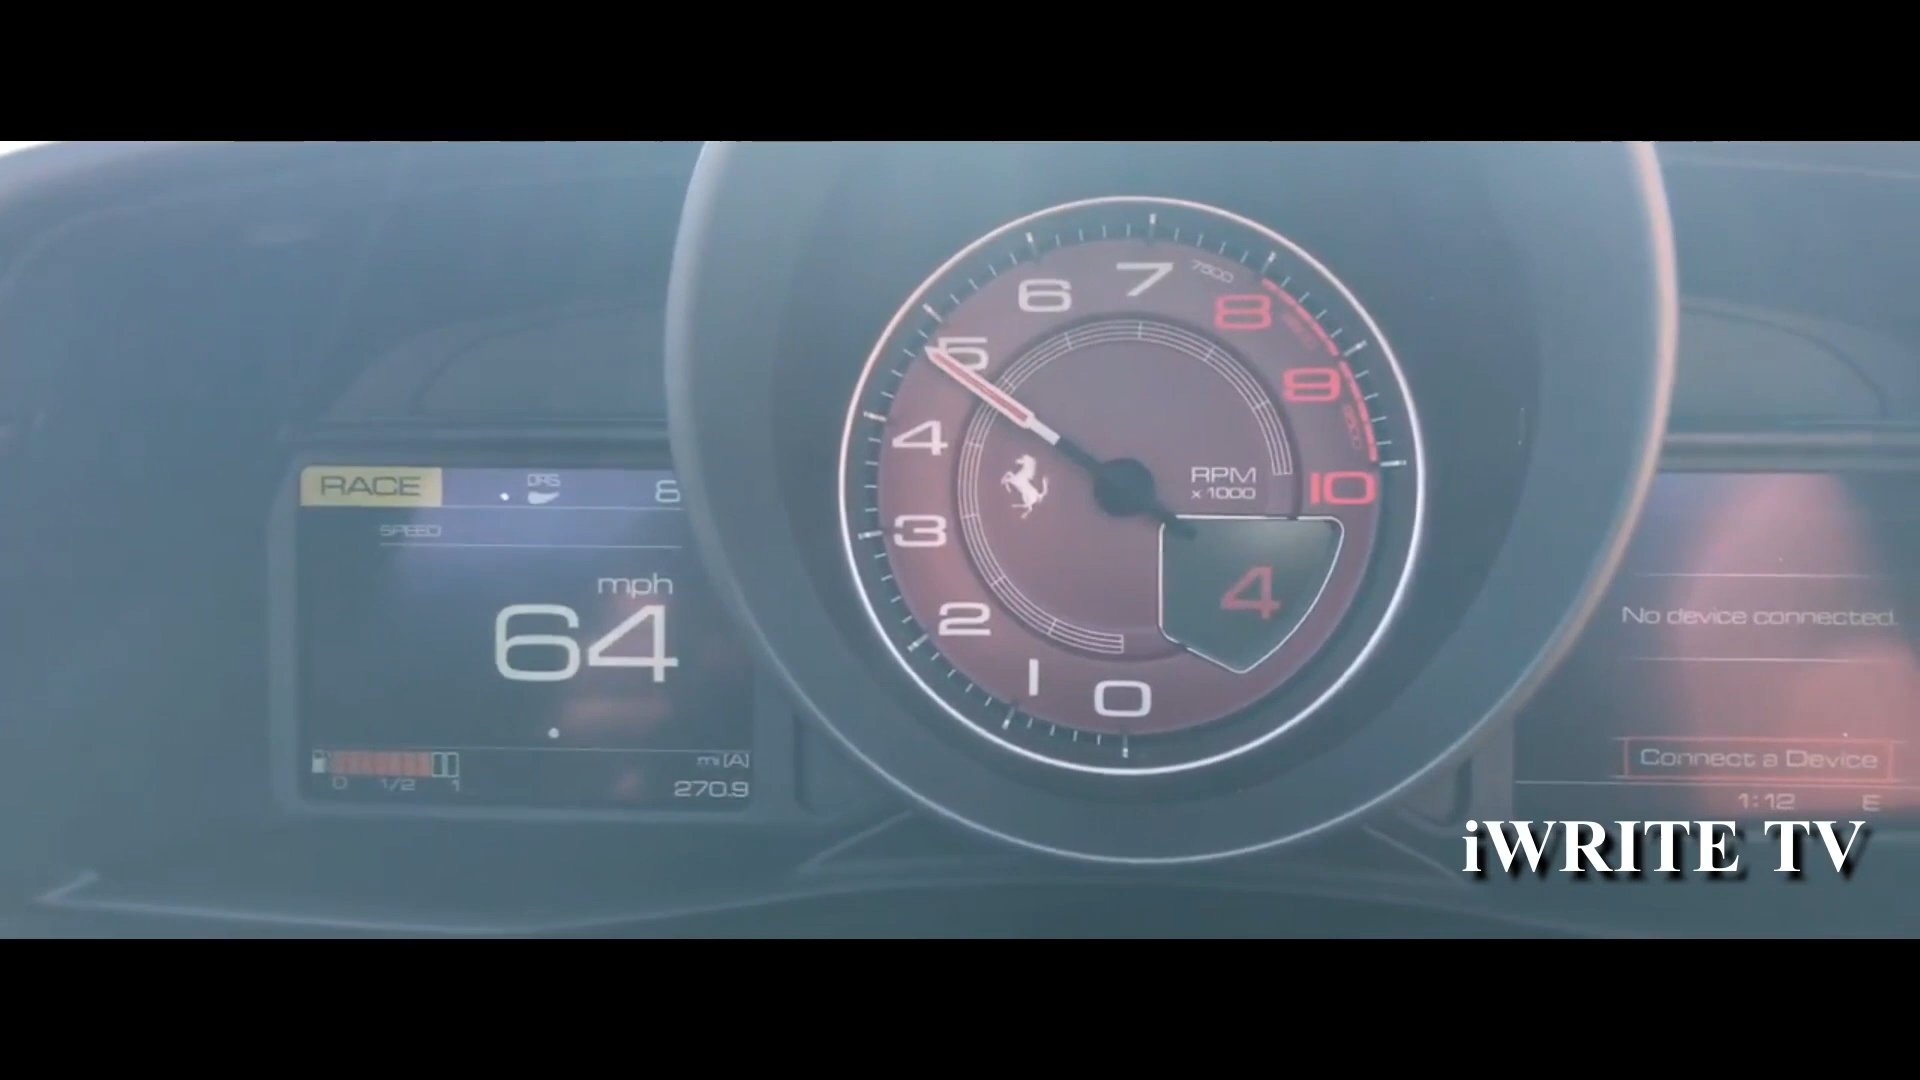 RACE
DRS
8
SPEED
mph
64
0 1/2 1
mi [A]
270.9
0
1
2
3
4
5
6
7
7500
8
9
10
RPM
x 1000
4
No device connected.
Connect a Device
1:12 E
iWRITE TV